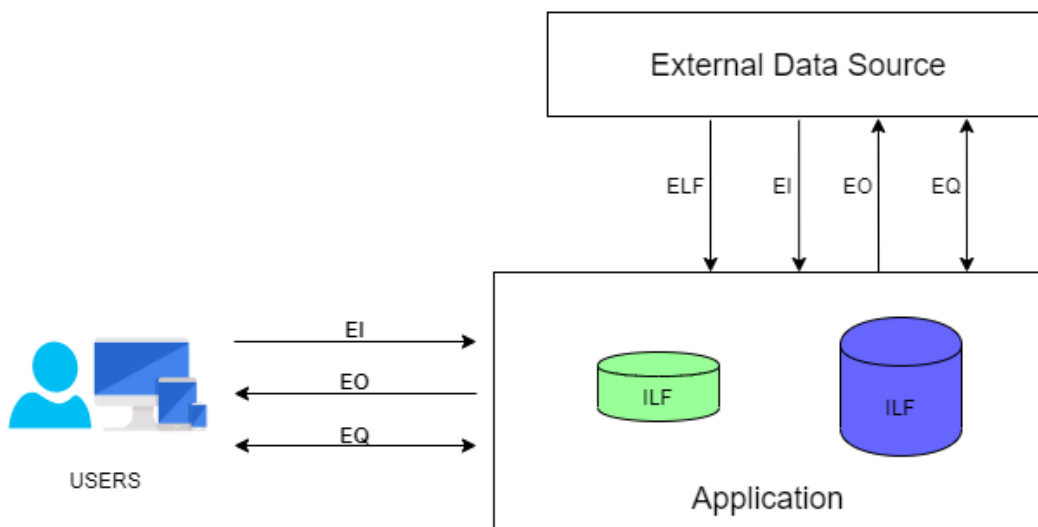 External Data Source
ELF EI EO EQ
EI
EO
EQ
USERS
ILF ILF
Application